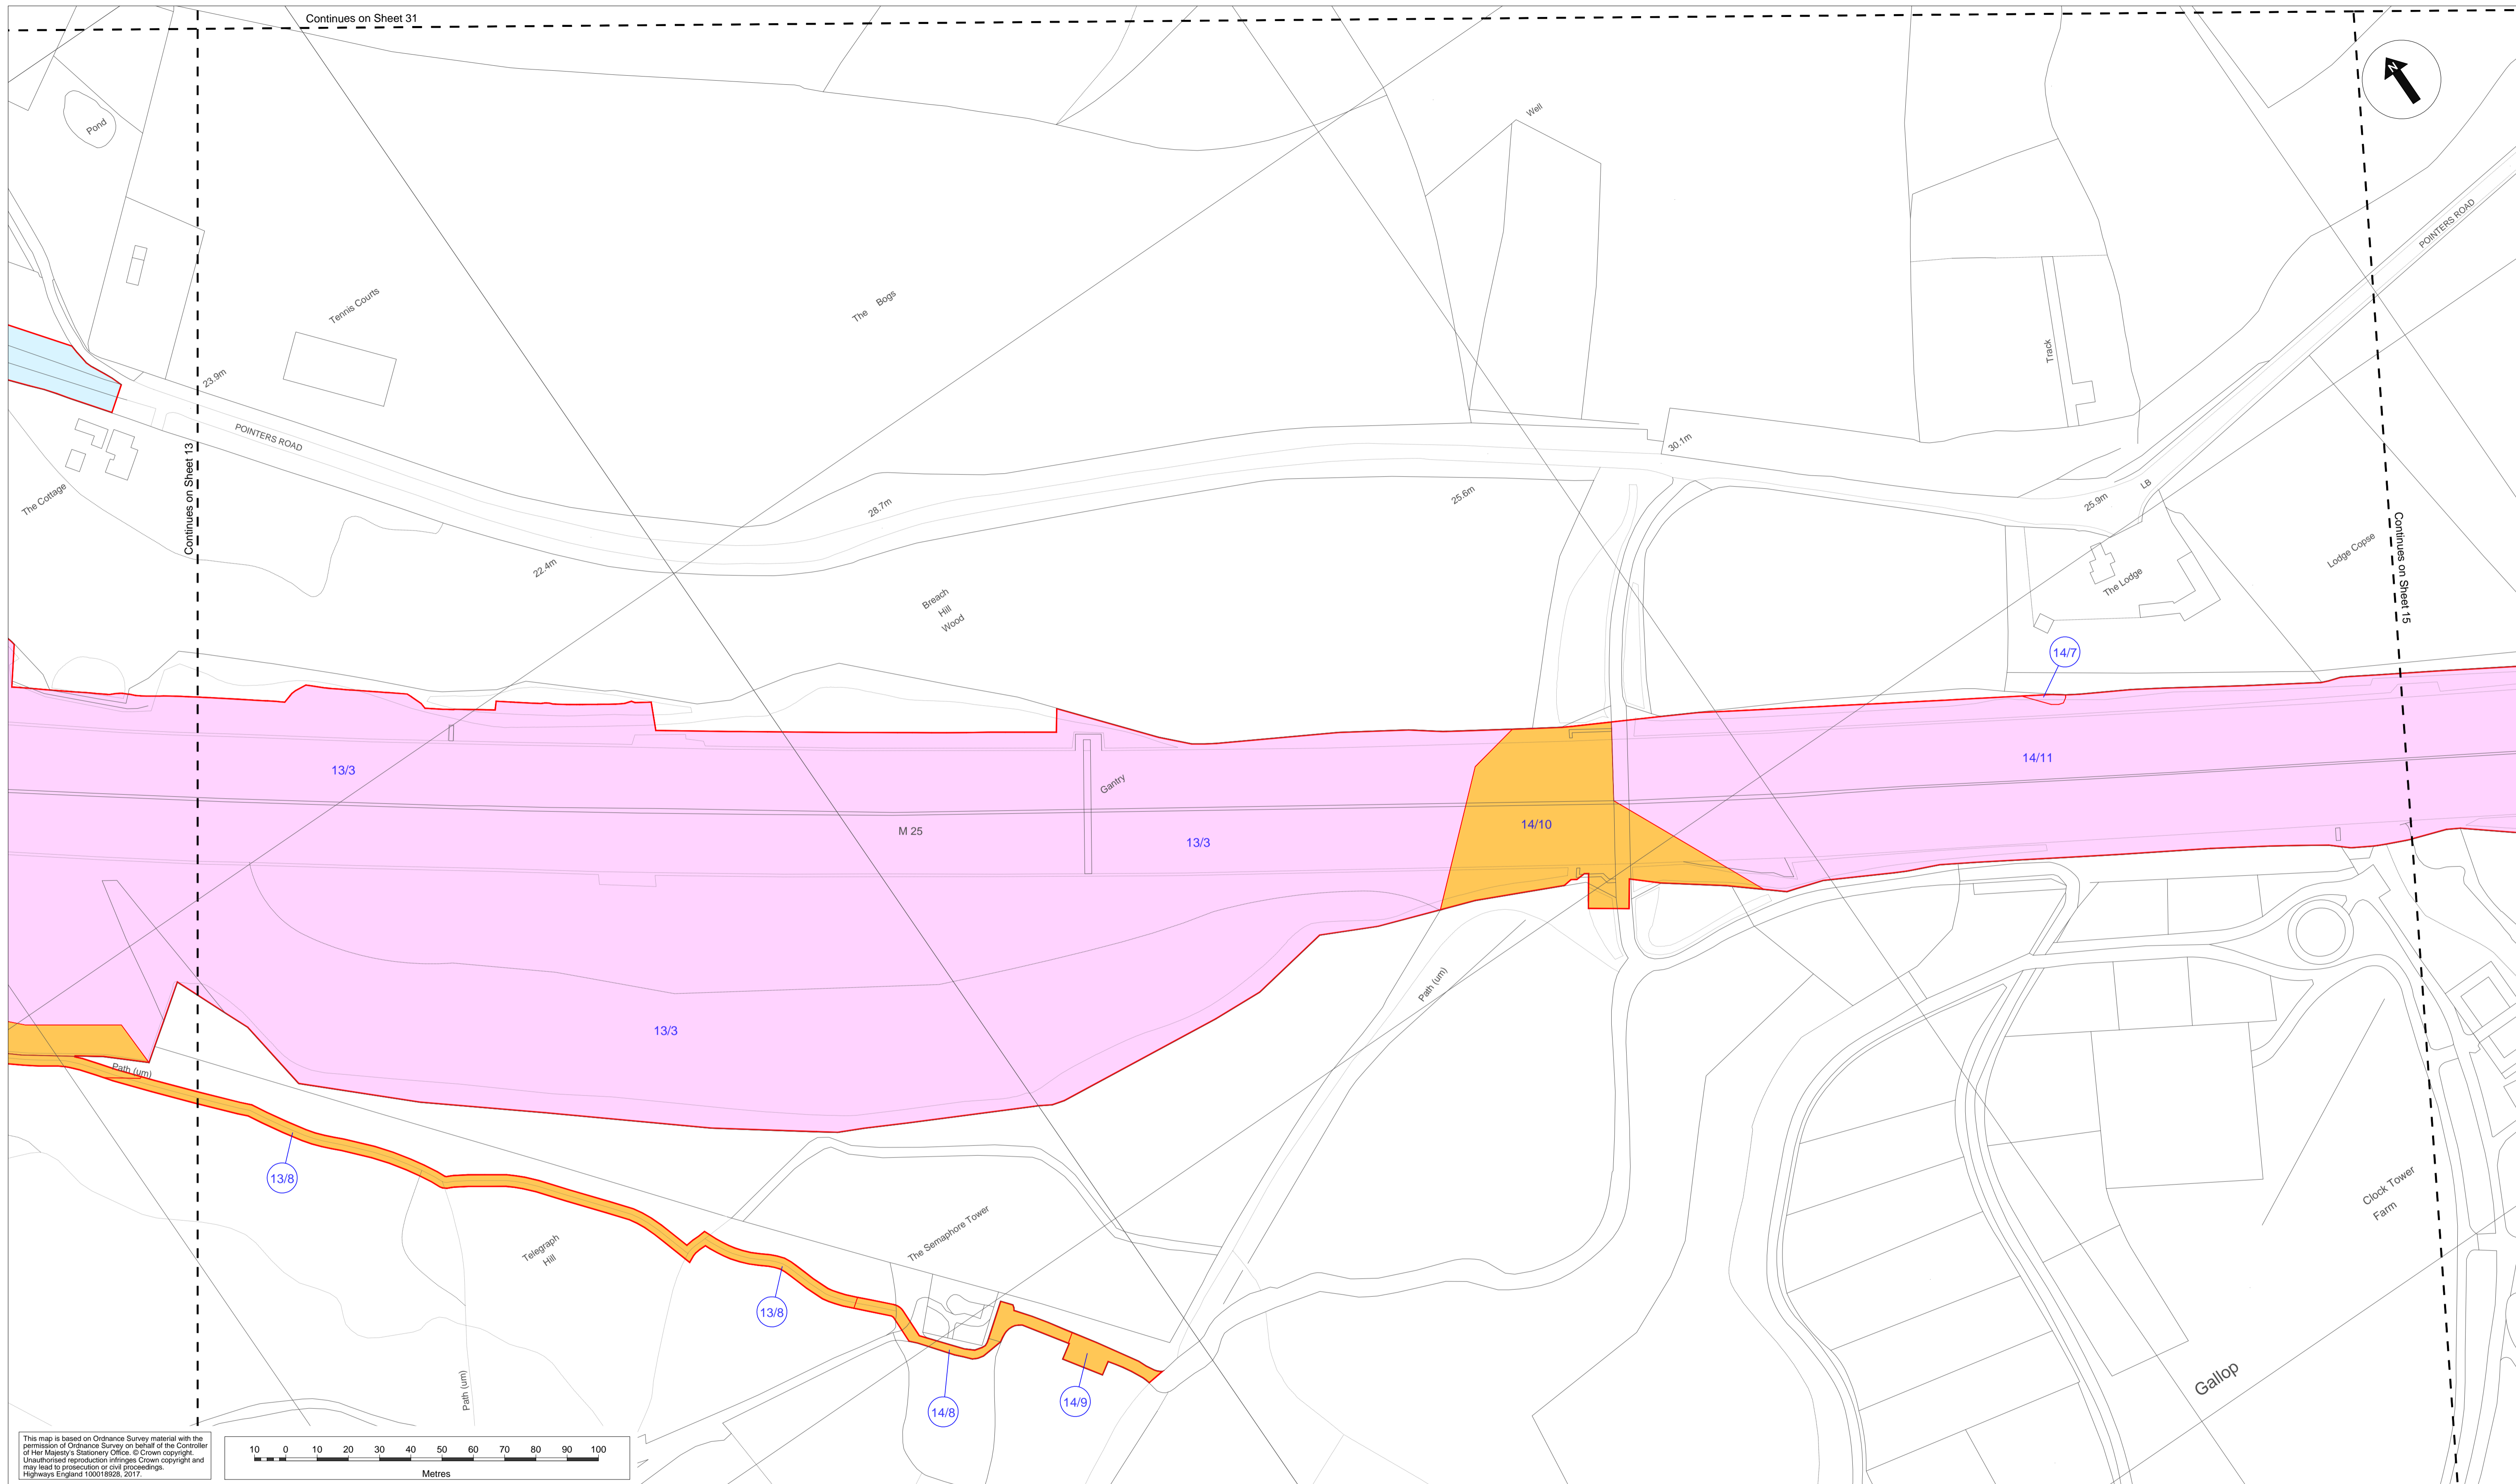 Continues on Sheet 31
N
Pond
Well
POINTERS ROAD
Tennis Courts
The Bogs
Track
23.9m
POINTERS ROAD
Continues on Sheet 13
The Cottage
30.1m
28.7m
25.6m
25.9m
LB
22.4m
Breach
Hill
Wood
The Lodge
Lodge Copse
Continues on Sheet 15
14/7
13/3
14/11
Gantry
M 25
14/10
13/3
Path (um)
13/3
Path (um)
13/8
Telegraph
Hill
The Semaphore Tower
Clock Tower
Farm
13/8
Path (um)
14/8
14/9
Gallop
This map is based on Ordnance Survey material with the
permission of Ordnance Survey on behalf of the Controller
of Her Majesty's Stationery Office. © Crown copyright.
Unauthorised reproduction infringes Crown copyright and
may lead to prosecution or civil proceedings.
Highways England 100018928, 2017.
10 0 10 20 30 40 50 60 70 80 90 100
Metres